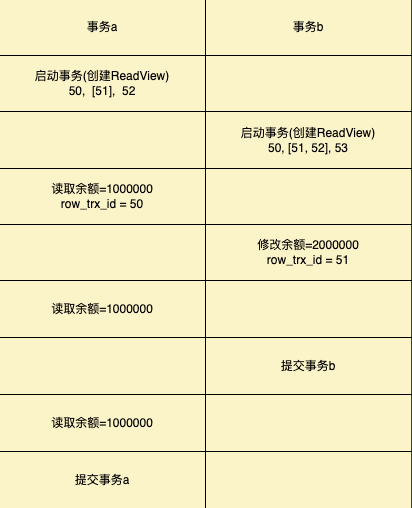 事务a
事务b
启动事务(创建ReadView)
50, [51], 52
启动事务(创建ReadView)
50, [51, 52], 53
读取余额=1000000
row_trx_id = 50
修改余额=2000000
row_trx_id = 51
读取余额=1000000
提交事务b
读取余额=1000000
提交事务a